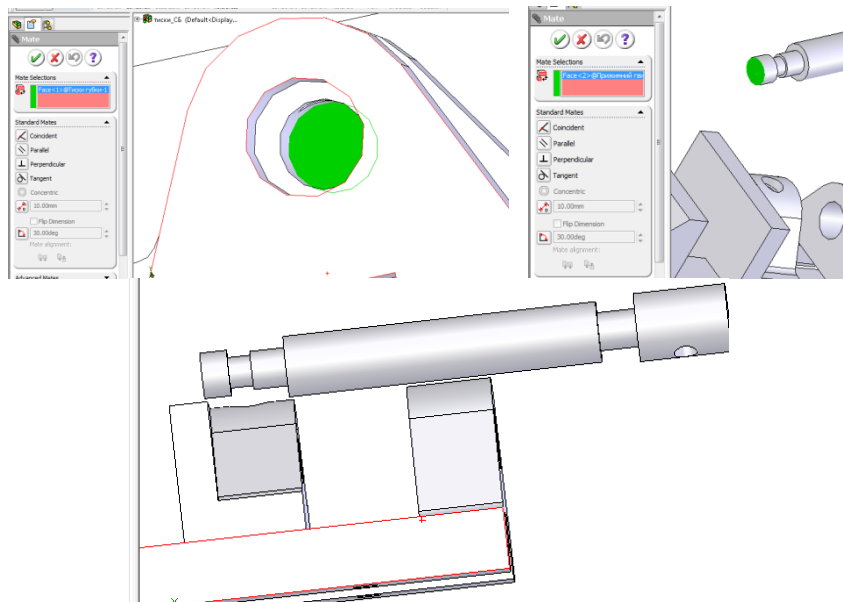 тиски_СБ (Default<Display...
Mate
Mate Selections
Face<1>@Тиски губки-1
Standard Mates
Coincident
Parallel
Perpendicular
Tangent
Concentric
10.00mm
Flip Dimension
30.00deg
Mate alignment:
Advanced Mates
Mate
Mate Selections
Face<2>@Прижимной
Standard Mates
Coincident
Parallel
Perpendicular
Tangent
Concentric
10.00mm
Flip Dimension
30.00deg
Mate alignment: